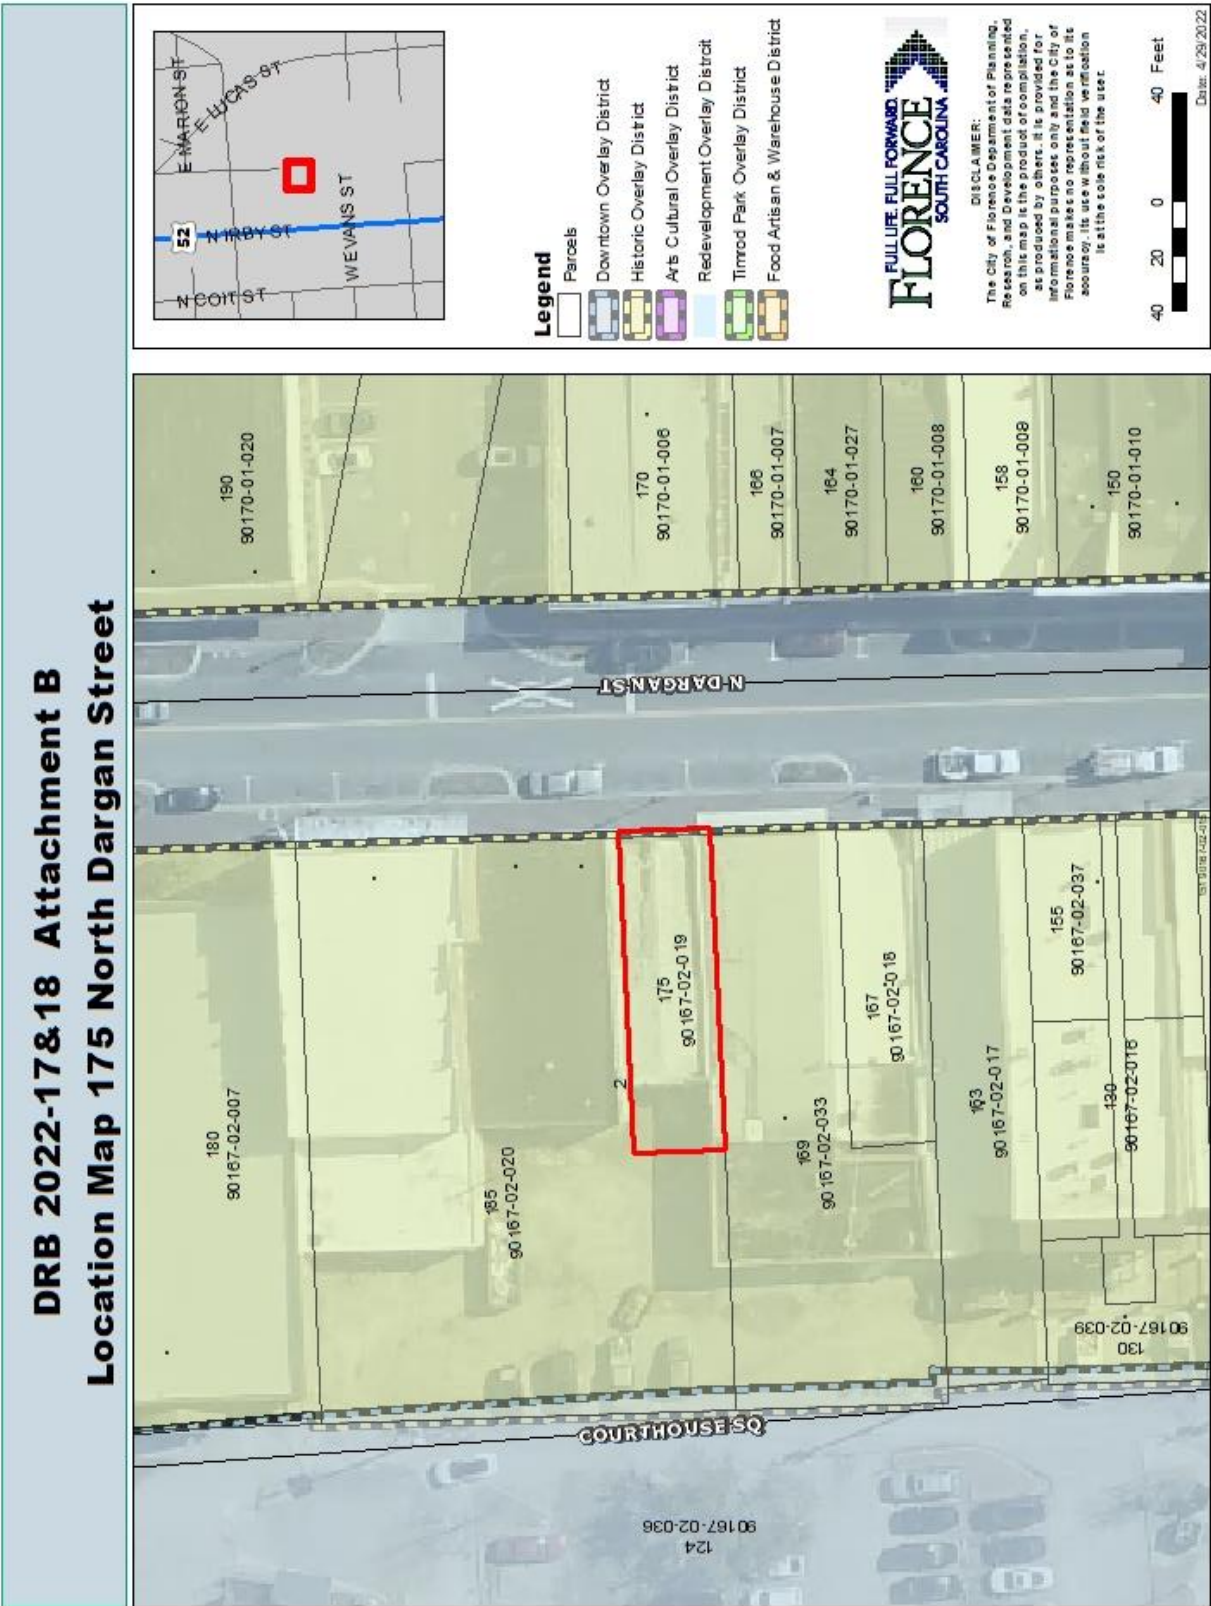 DRB 2022-17&18 Attachment B
Location Map 175 North Dargan Street
190
90170-01-020
170
90170-01-006
166
90170-01-007
164
90170-01-027
160
90170-01-008
158
90170-01-009
150
90170-01-010
N DARGAN ST
180
90167-02-007
185
90167-02-020
2
175
90167-02-019
169
90167-02-033
167
90167-02-018
163
90167-02-017
155
90167-02-037
130
90167-02-016
130
90167-02-039
COURTHOUSE SQ
124
90167-02-036
E MARION ST
E LUCAS ST
52
N IRBY ST
W EVANS ST
N COIT ST
Legend
Parcels
Downtown Overlay District
Historic Overlay District
Arts Cultural Overlay District
Redevelopment Overlay Distrcit
Timrod Park Overlay District
Food Artisan & Warehouse District
FULL LIFE. FULL FORWARD.
FLORENCE
SOUTH CAROLINA
DISCLAIMER:
The City of Florence Deparment of Planning,
Research, and Development data represented
on this map is the product of compilation,
as produced by others. It is provided for
informational purposes only and the City of
Florence makes no representation as to its
accuracy. Its use without field verification
is at the sole risk of the user.
40 20 0 40 Feet
Date: 4/29/2022